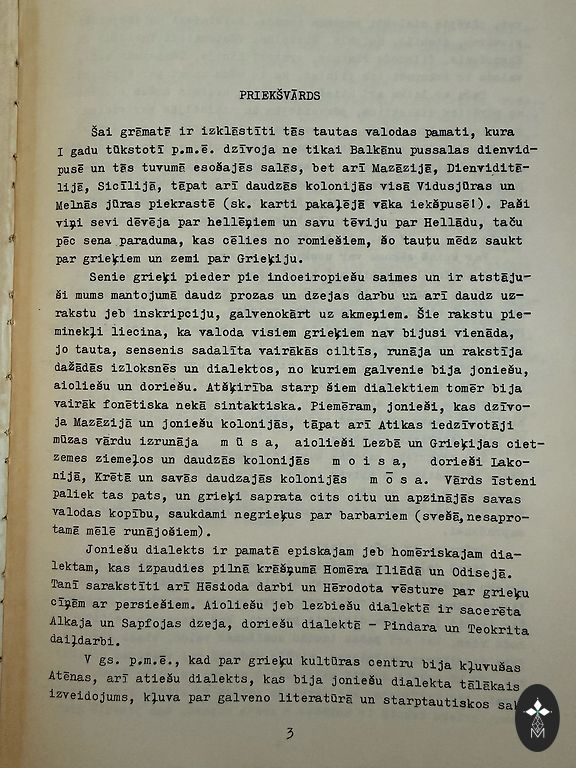 PRIEKŠVĀRDS
Šai grāmatā ir izklāstīti tās tautas valodas pamati, kura
I gadu tūkstotī p.m.ē. dzīvoja ne tikai Balkānu pussalas dienvid-
pusē un tās tuvumā esošajās salās, bet arī Mazāzijā, Dienviditā-
lijā, Sicīlijā, tāpat arī daudzās kolonijās visā Vidusjūras un
Melnās jūras piekrastē (sk. karti pakaļējā vāka iekšpusē!). Paši
viņi sevi dēvēja par hellēņiem un savu tēviju par Hellādu, taču
pēc sena paraduma, kas cēlies no romiešiem, šo tautu mēdz saukt
par grieķiem un zemi par Grieķiju.
Senie grieķi pieder pie indoeiropiešu saimes un ir atstāju-
ši mums mantojumā daudz prozas un dzejas darbu un arī daudz uz-
rakstu jeb inskripciju, galvenokārt uz akmeņiem. Šie rakstu pie-
minekļi liecina, ka valoda visiem grieķiem nav bijusi vienāda,
jo tauta, sensenis sadalīta vairākās ciltīs, runāja un rakstīja
dažādās izloksnēs un dialektos, no kuriem galvenie bija joniešu,
aioliešu un doriešu. Atšķirība starp šiem dialektiem tomēr bija
vairāk fonētiska nekā sintaktiska. Piemēram, jonieši, kas dzīvo-
ja Mazāzijā un joniešu kolonijās, tāpat arī Atikas iedzīvotāji
mūzas vārdu izrunāja m ū s a, aiolieši Lezbā un Grieķijas ciet-
zemes ziemeļos un daudzās kolonijās m o i s a, dorieši Lako-
nijā, Krētā un savās daudzajās kolonijās m ō s a. Vārds īsteni
paliek tas pats, un grieķi saprata cits citu un apzinājās savas
valodas kopību, saukdami negrieķus par barbariem (svešā, nesapro-
tamā mēlē runājošiem).
Joniešu dialekts ir pamatā episkajam jeb homēriskajam dia-
lektam, kas izpaudies pilnā krāšņumā Homēra Iliādā un Odisejā.
Tanī sarakstīti arī Hēsioda darbi un Hērodota vēsture par grieķu
cīņām ar persiešiem. Aioliešu jeb lezbiešu dialektā ir sacerēta
Alkaja un Sapfojas dzeja, doriešu dialektā - Pindara un Teokrita
daiļdarbi.
V gs. p.m.ē., kad par grieķu kultūras centru bija kļuvušas
Atēnas, arī atiešu dialekts, kas bija joniešu dialekta tālākais
izveidojums, kļuva par galveno literatūrā un starptautiskos
3